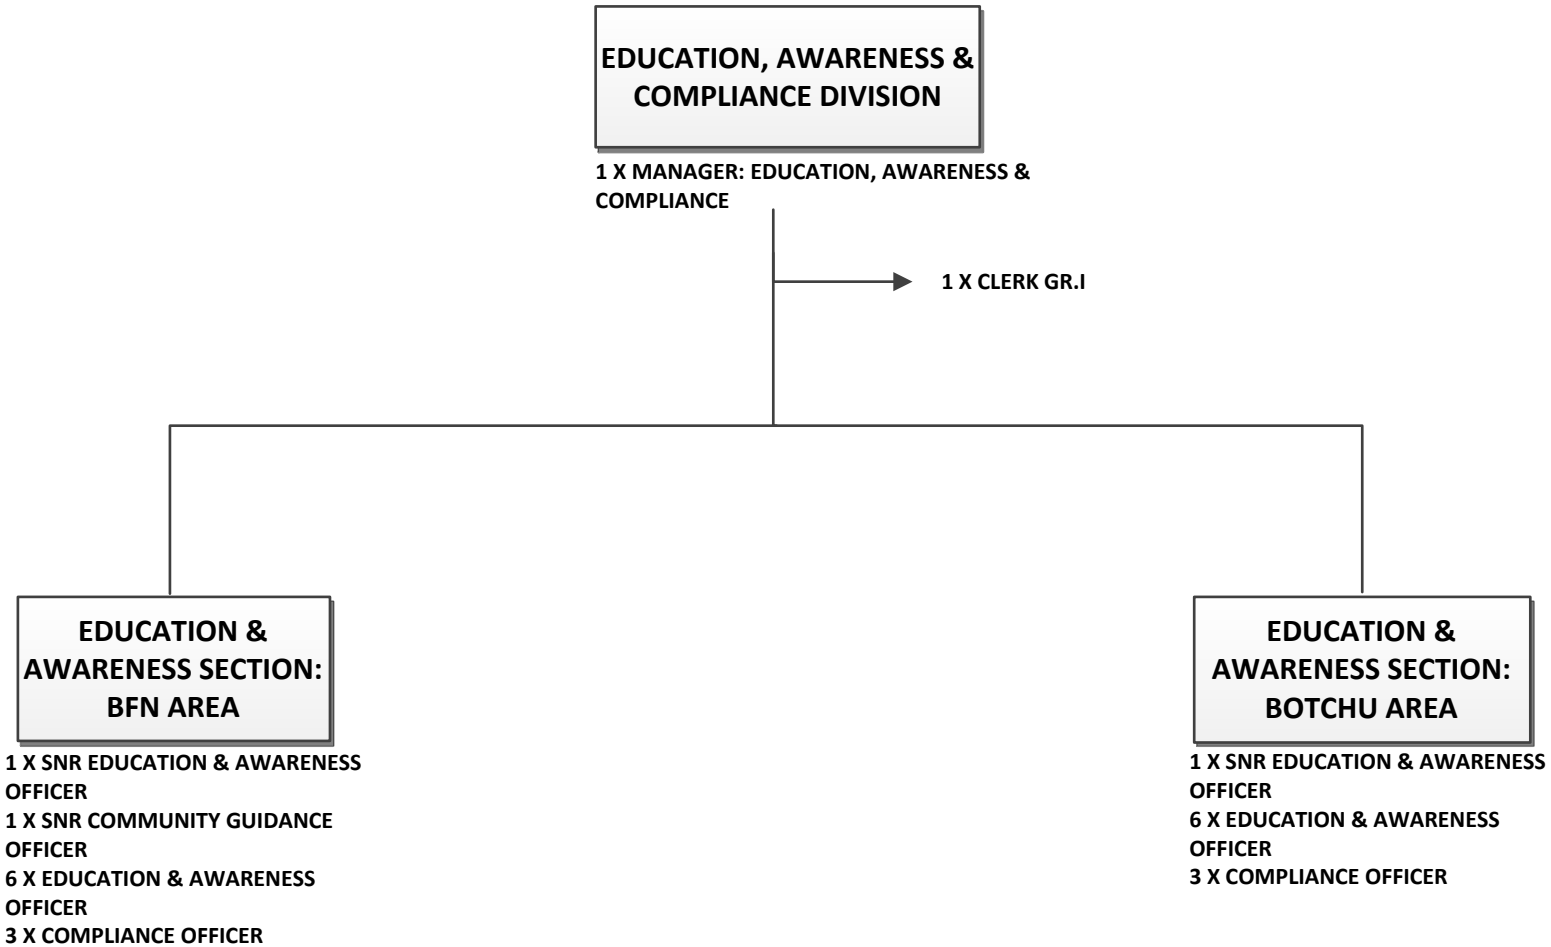 EDUCATION, AWARENESS &
COMPLIANCE DIVISION
1 X MANAGER: EDUCATION, AWARENESS &
COMPLIANCE
1 X CLERK GR.I
EDUCATION &
AWARENESS SECTION:
BFN AREA
1 X SNR EDUCATION & AWARENESS
OFFICER
1 X SNR COMMUNITY GUIDANCE
OFFICER
6 X EDUCATION & AWARENESS
OFFICER
3 X COMPLIANCE OFFICER
EDUCATION &
AWARENESS SECTION:
BOTCHU AREA
1 X SNR EDUCATION & AWARENESS
OFFICER
6 X EDUCATION & AWARENESS
OFFICER
3 X COMPLIANCE OFFICER